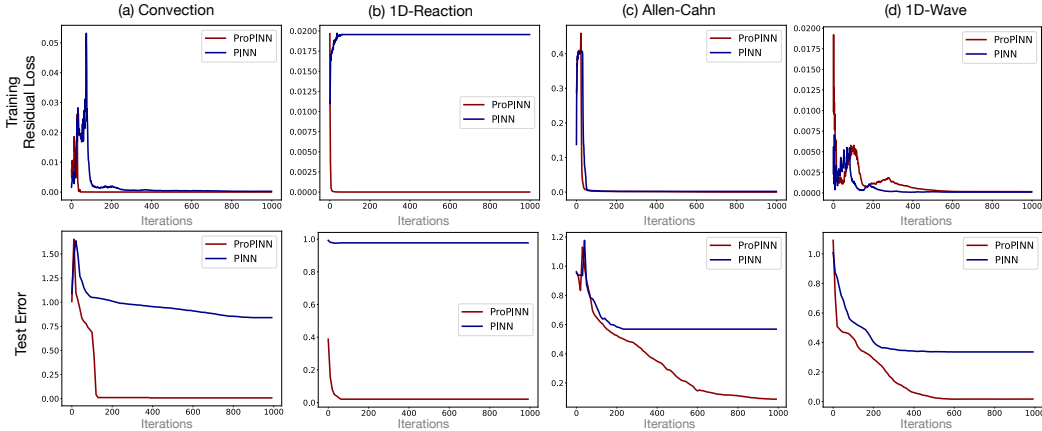 (a) Convection
(b) 1D-Reaction
(c) Allen-Cahn
(d) 1D-Wave
Training
Residual Loss
0.05
0.04
0.03
0.02
0.01
0.00
0 200 400 600 800 1000
Iterations
ProPINN
PINN
0.0200
0.0175
0.0150
0.0125
0.0100
0.0075
0.0050
0.0025
0.0000
0 200 400 600 800 1000
Iterations
ProPINN
PINN
0.4
0.3
0.2
0.1
0.0
0 200 400 600 800 1000
Iterations
ProPINN
PINN
0.0200
0.0175
0.0150
0.0125
0.0100
0.0075
0.0050
0.0025
0.0000
0 200 400 600 800 1000
Iterations
ProPINN
PINN
Test Error
1.50
1.25
1.00
0.75
0.50
0.25
0.00
0 200 400 600 800 1000
Iterations
ProPINN
PINN
1.0
0.8
0.6
0.4
0.2
0.0
0 200 400 600 800 1000
Iterations
ProPINN
PINN
1.2
1.0
0.8
0.6
0.4
0.2
0 200 400 600 800 1000
Iterations
ProPINN
PINN
1.0
0.8
0.6
0.4
0.2
0.0
0 200 400 600 800 1000
Iterations
ProPINN
PINN